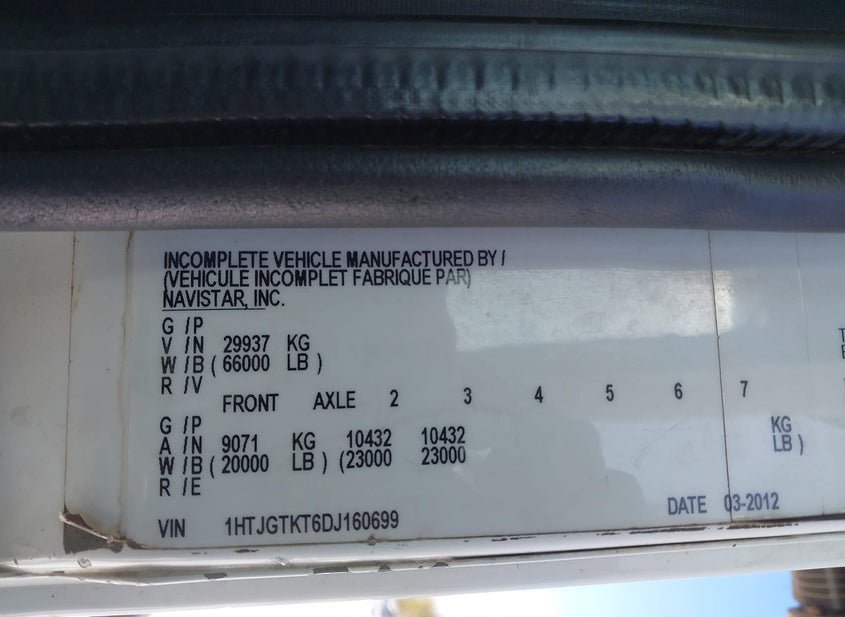 INCOMPLETE VEHICLE MANUFACTURED BY /
(VEHICULE INCOMPLET FABRIQUE PAR)
NAVISTAR, INC.
G /P
V /N 29937 KG
W /B ( 66000 LB )
R /V
FRONT AXLE 2 3 4 5 6 7
G /P
A /N 9071 KG 10432 10432 KG
W /B ( 20000 LB ) (23000 23000 LB )
R /E
VIN 1HTJGTKT6DJ160699 DATE 03-2012